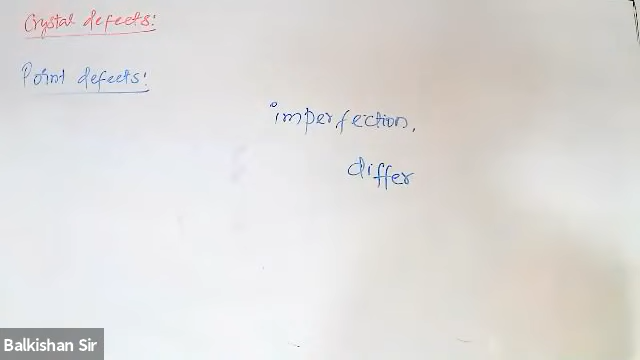 Crystal defects:
Point defects:
imperfection,
differ
Balkishan Sir